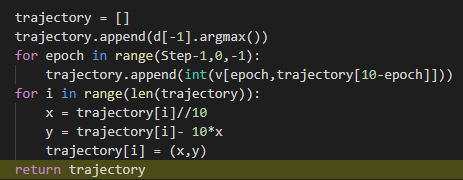 trajectory = []
trajectory.append(d[-1].argmax())
for epoch in range(Step-1,0,-1):
    trajectory.append(int(v[epoch,trajectory[10-epoch]]))
for i in range(len(trajectory)):
    x = trajectory[i]//10
    y = trajectory[i]- 10*x
    trajectory[i] = (x,y)
return trajectory